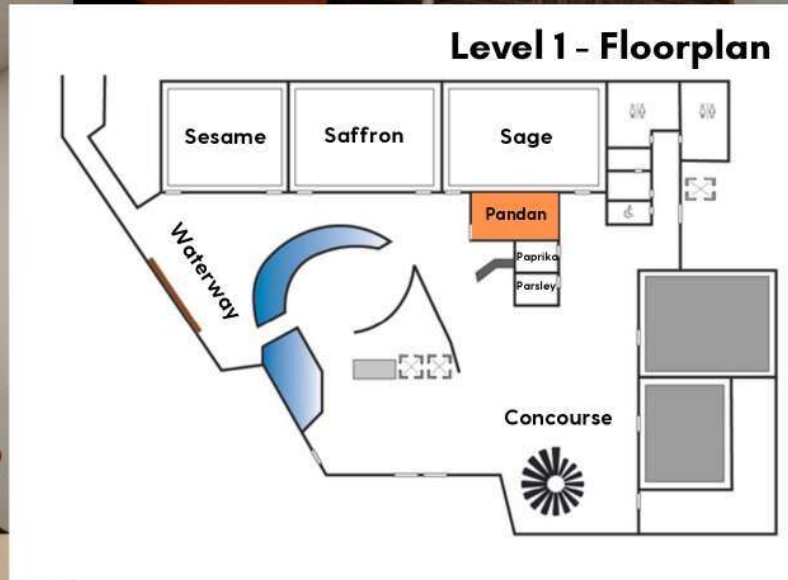 Level 1 - Floorplan
Sesame
Saffron
Sage
Pandan
Paprika
Parsley
Waterway
Concourse